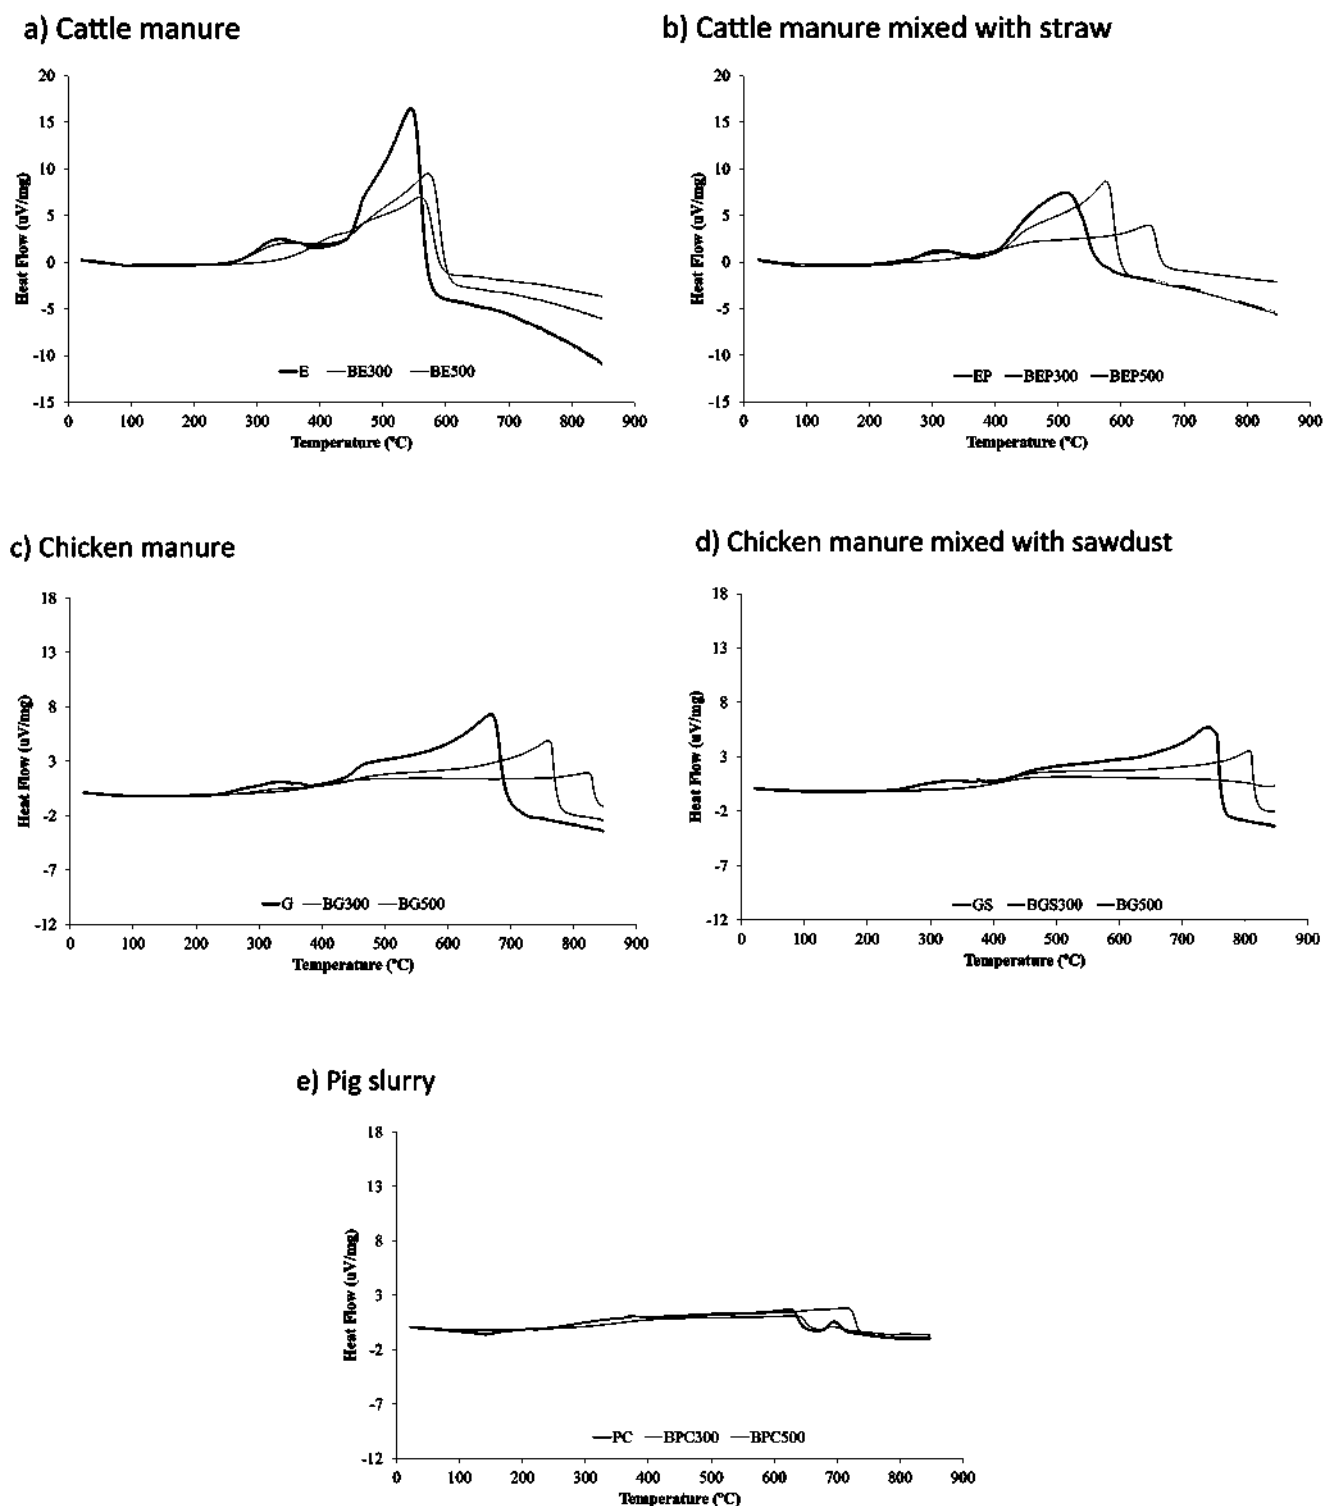 a) Cattle manure
20
15
10
5
0
-5
-10
-15
Heat Flow (uV/mg)
E BE300 BE500
0 100 200 300 400 500 600 700 800 900
Temperature (ºC)
b) Cattle manure mixed with straw
20
15
10
5
0
-5
-10
-15
Heat Flow (uV/mg)
EP BEP300 BEP500
0 100 200 300 400 500 600 700 800 900
Temperature (ºC)
c) Chicken manure
18
13
8
3
-2
-7
-12
Heat Flow (uV/mg)
G BG300 BG500
0 100 200 300 400 500 600 700 800 900
Temperature (ºC)
d) Chicken manure mixed with sawdust
18
13
8
3
-2
-7
-12
Heat Flow (uV/mg)
GS BGS300 BG500
0 100 200 300 400 500 600 700 800 900
Temperature (ºC)
e) Pig slurry
18
13
8
3
-2
-7
-12
Heat Flow (uV/mg)
PC BPC300 BPC500
0 100 200 300 400 500 600 700 800 900
Temperature (ºC)